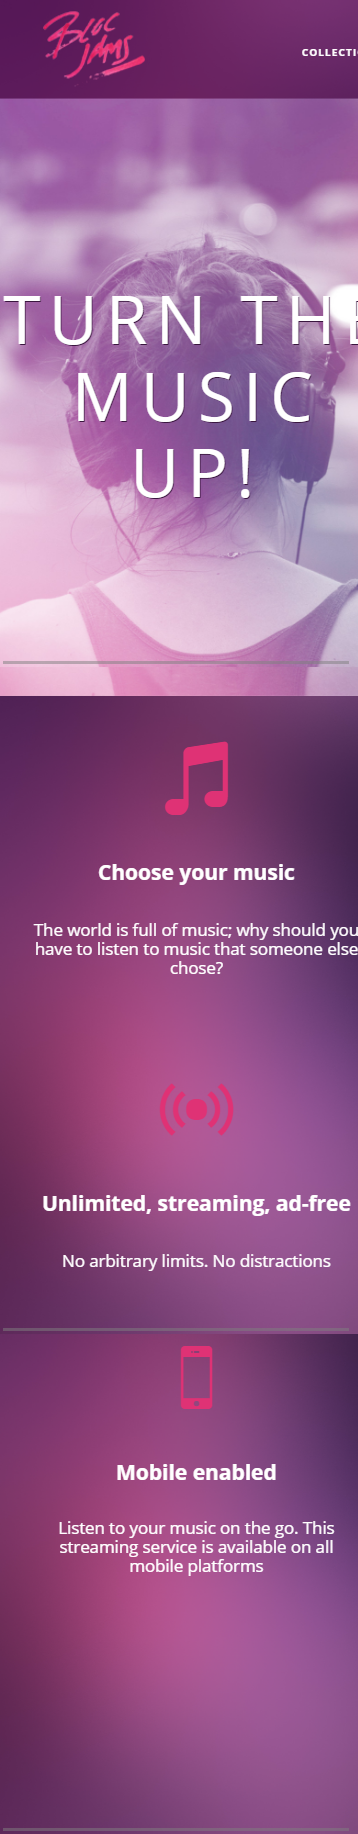 BLOC
JAMS
COLLECTI
TURN THE
MUSIC
UP!
Choose your music
The world is full of music; why should you
have to listen to music that someone else
chose?
Unlimited, streaming, ad-free
No arbitrary limits. No distractions
Mobile enabled
Listen to your music on the go. This
streaming service is available on all
mobile platforms